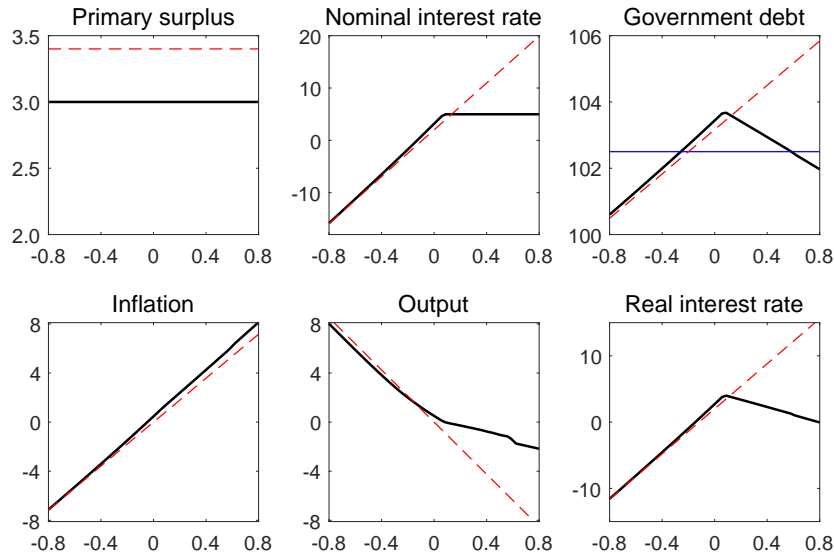 Primary surplus
3.5
3.0
2.5
2.0
-0.8 -0.4 0 0.4 0.8
Nominal interest rate
20
10
0
-10
-0.8 -0.4 0 0.4 0.8
Government debt
106
104
102
100
-0.8 -0.4 0 0.4 0.8
Inflation
8
4
0
-4
-8
-0.8 -0.4 0 0.4 0.8
Output
8
4
0
-4
-8
-0.8 -0.4 0 0.4 0.8
Real interest rate
10
0
-10
-0.8 -0.4 0 0.4 0.8